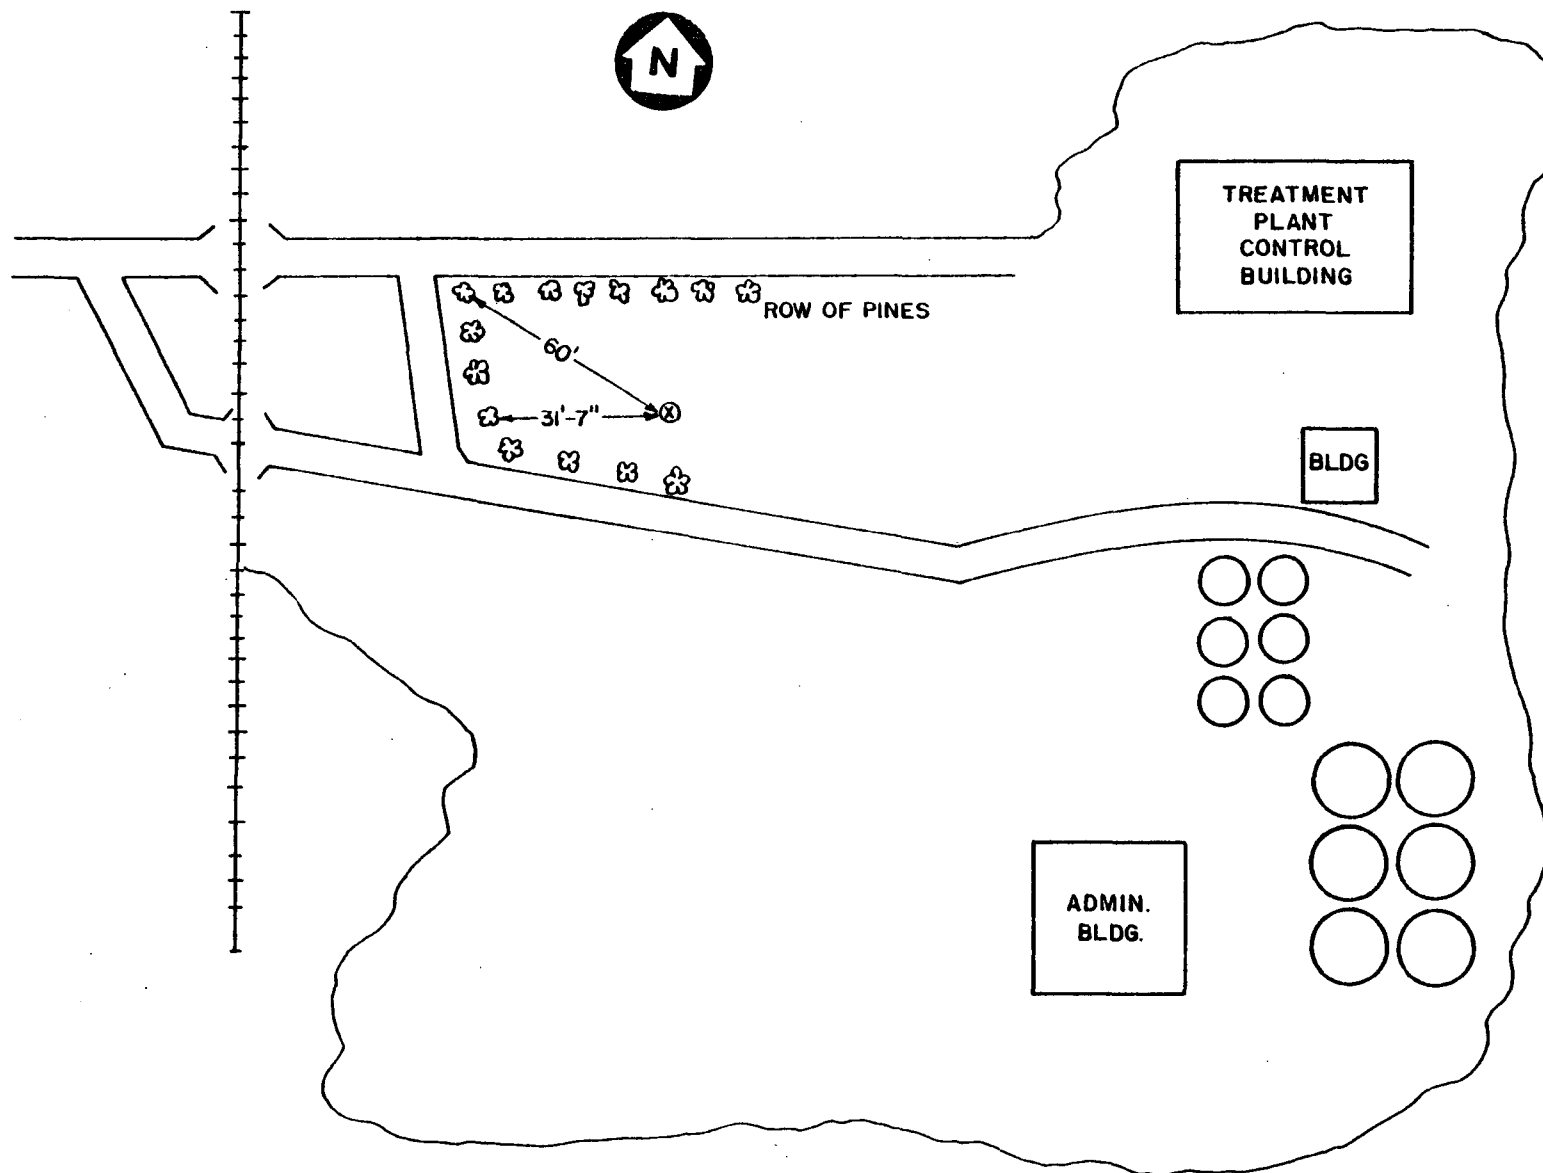 N
TREATMENT
PLANT
CONTROL
BUILDING
ROW OF PINES
60'
31'-7"
X
BLDG
ADMIN.
BLDG.